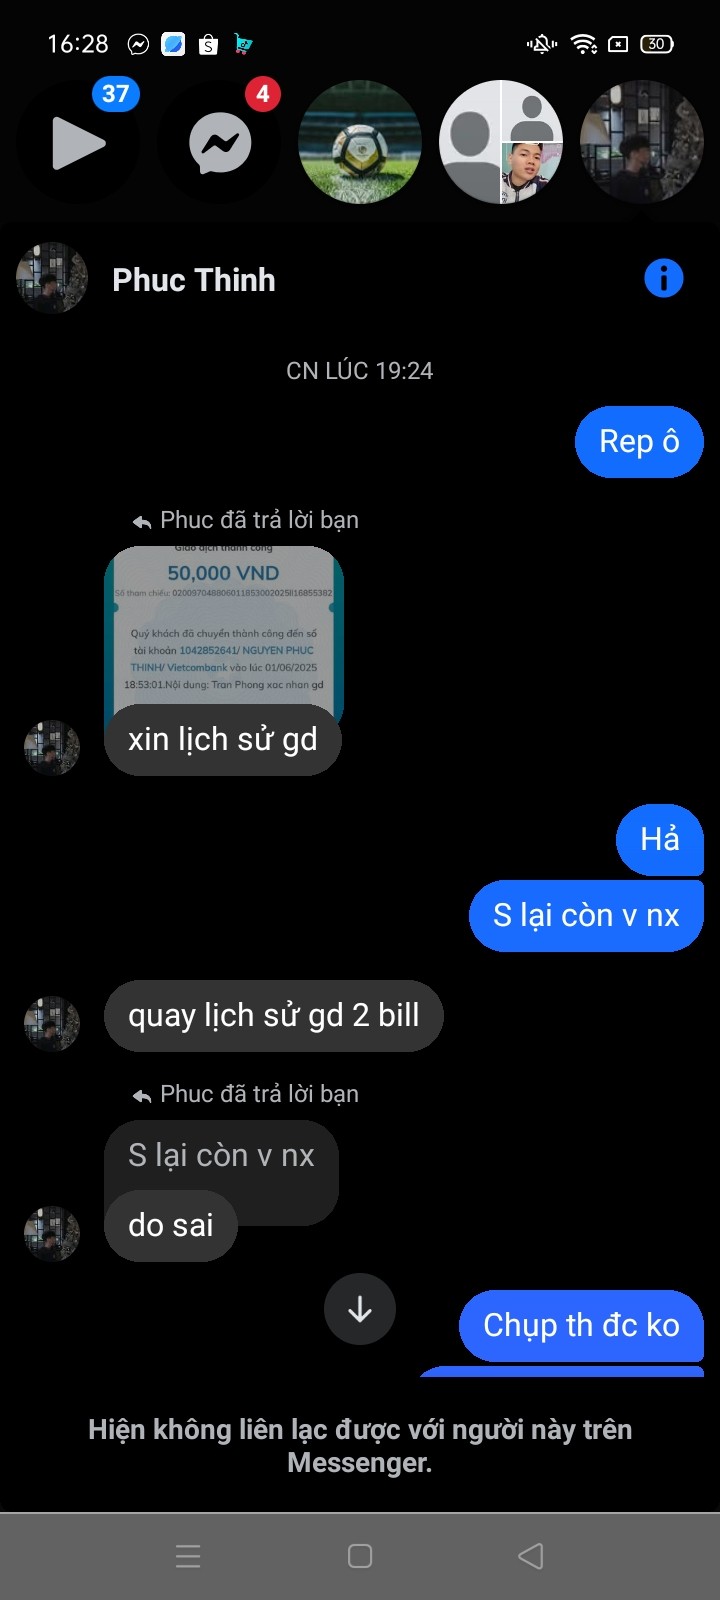 16:28
30
37
4
Phuc Thinh
CN LÚC 19:24
Rep ô
Phuc đã trả lời bạn
Giao dịch thành công
50,000 VND
Số tham chiếu: 020097048806011853002025II16855382
Quý khách đã chuyển thành công đến số
tài khoản 1042852641/ NGUYEN PHUC
THINH/ Vietcombank vào lúc 01/06/2025
18:53:01.Nội dung: Tran Phong xac nhan gd
xin lịch sử gd
Hả
S lại còn v nx
quay lịch sử gd 2 bill
Phuc đã trả lời bạn
S lại còn v nx
do sai
Chụp th đc ko
Hiện không liên lạc được với người này trên
Messenger.